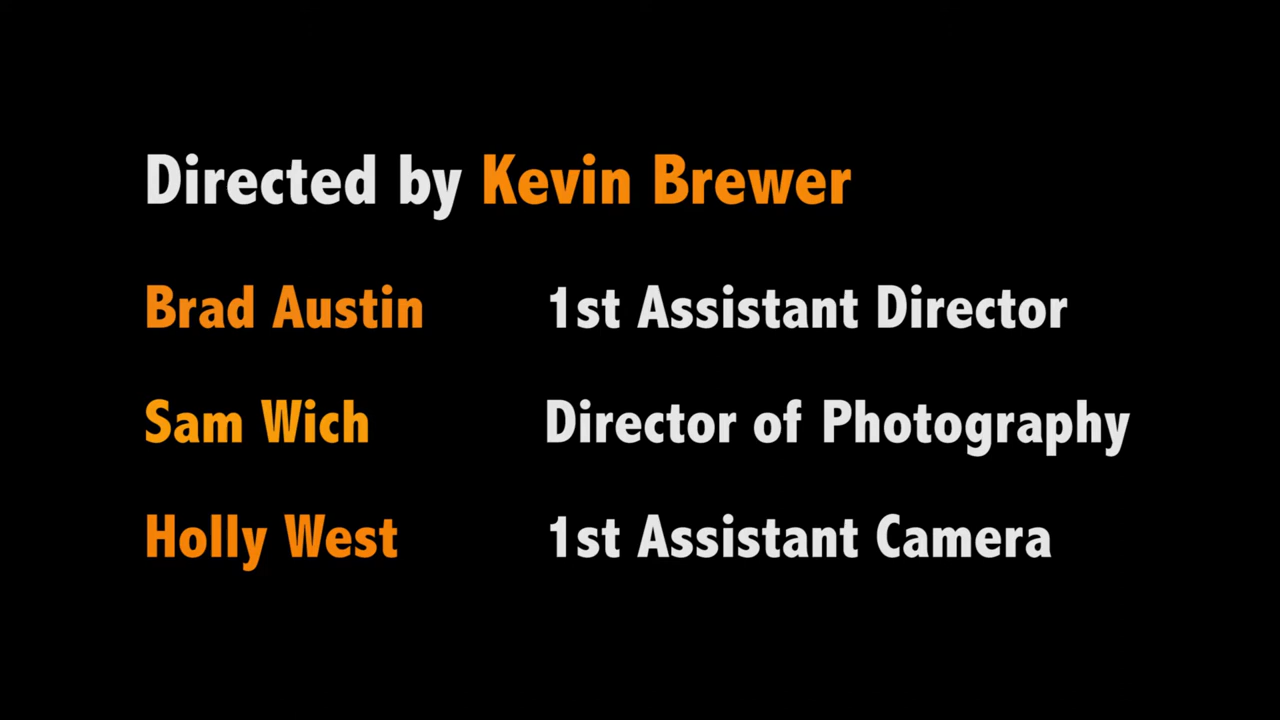 Directed by Kevin Brewer
Brad Austin 1st Assistant Director
Sam Wich Director of Photography
Holly West 1st Assistant Camera